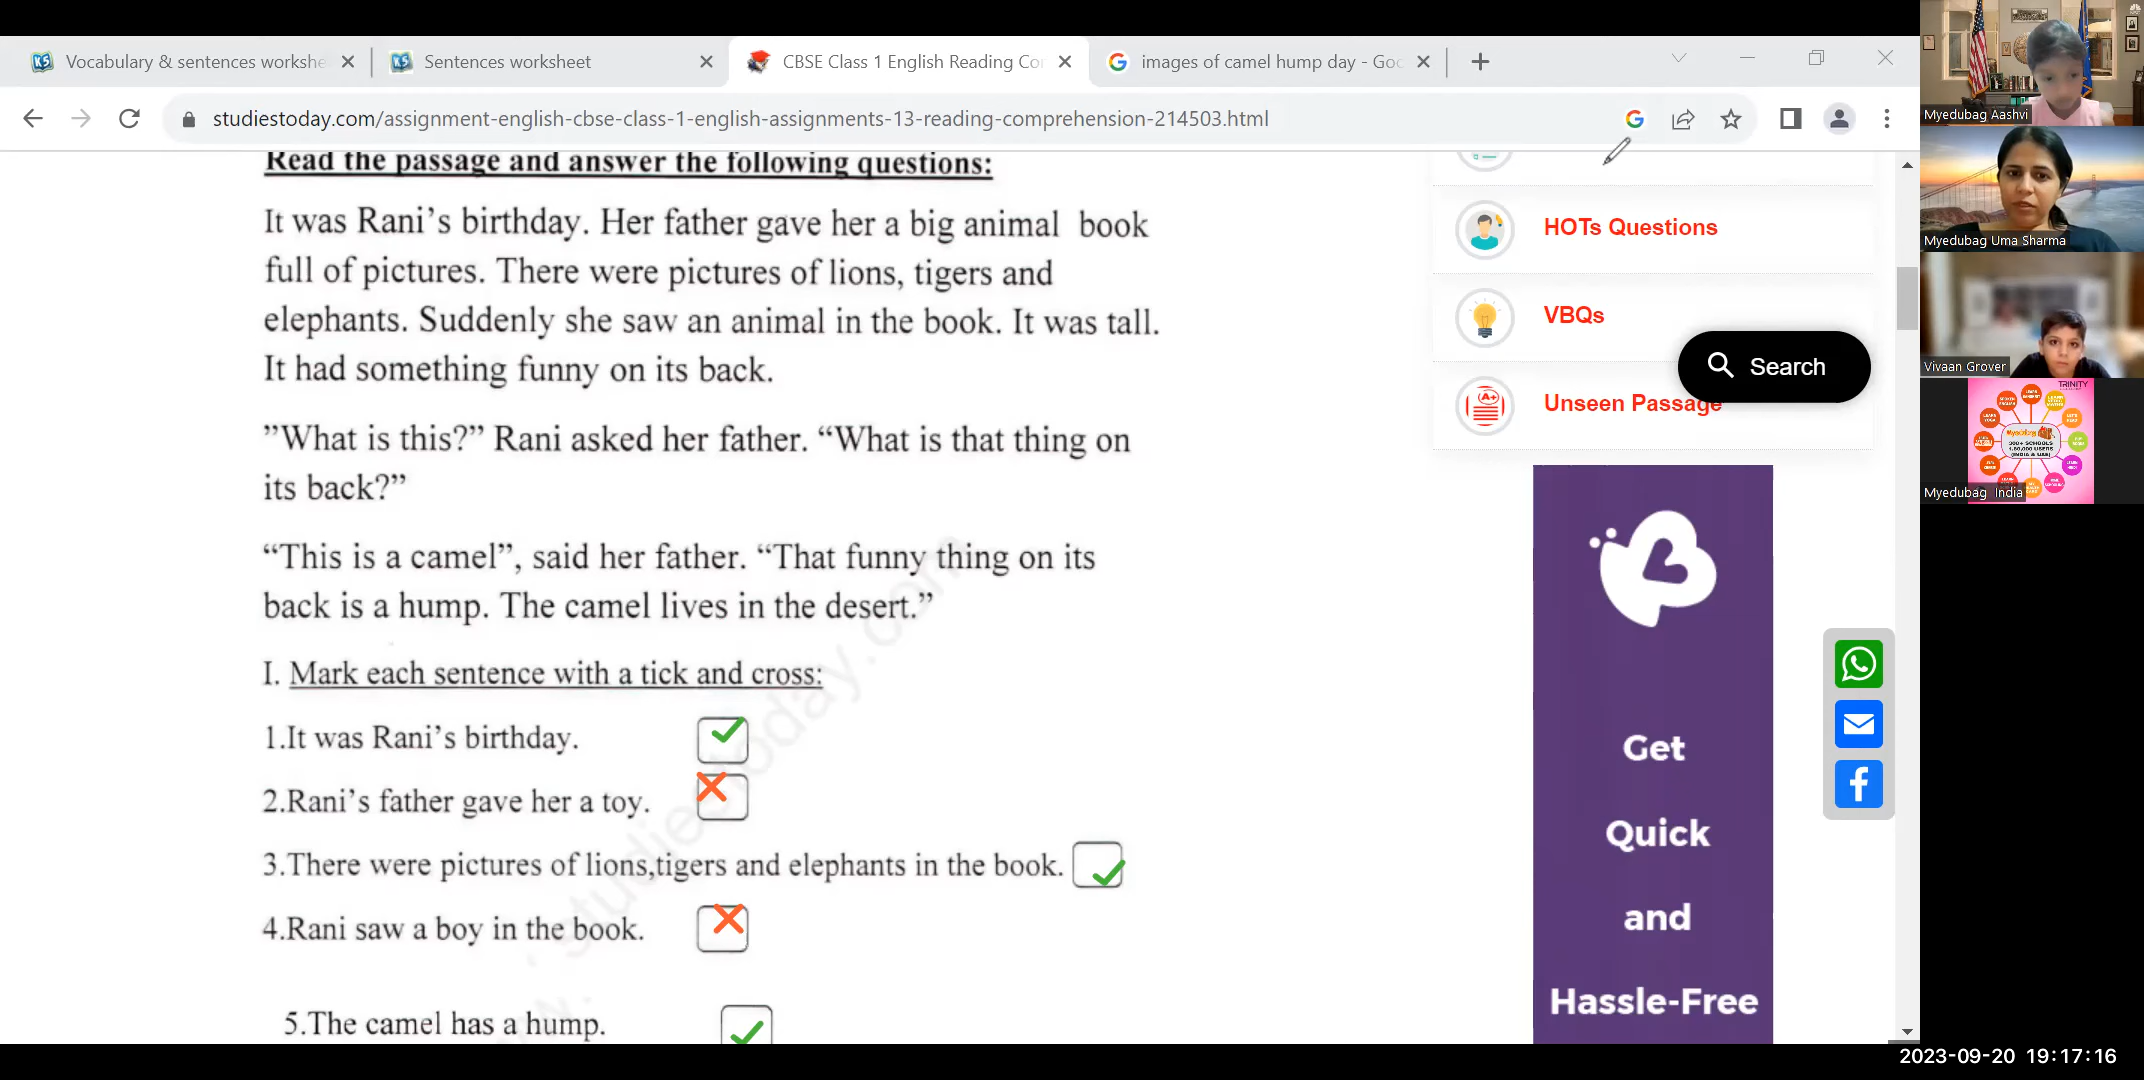 Vocabulary & sentences workshe
Sentences worksheet
CBSE Class 1 English Reading Co
images of camel hump day - Goo
studiestoday.com/assignment-english-cbse-class-1-english-assignments-13-reading-comprehension-214503.html
Read the passage and answer the following questions:
It was Rani’s birthday. Her father gave her a big animal book
full of pictures. There were pictures of lions, tigers and
elephants. Suddenly she saw an animal in the book. It was tall.
It had something funny on its back.
”What is this?” Rani asked her father. “What is that thing on
its back?”
“This is a camel”, said her father. “That funny thing on its
back is a hump. The camel lives in the desert.”
I. Mark each sentence with a tick and cross:
1.It was Rani’s birthday.
2.Rani’s father gave her a toy.
3.There were pictures of lions,tigers and elephants in the book.
4.Rani saw a boy in the book.
5.The camel has a hump.
studiestoday.com
HOTs Questions
VBQs
Search
A+
Unseen Passage
Get
Quick
and
Hassle-Free
Myedubag Aashvi
Myedubag Uma Sharma
Vivaan Grover
TRINITY
Myedubag India
2023-09-20 19:17:16